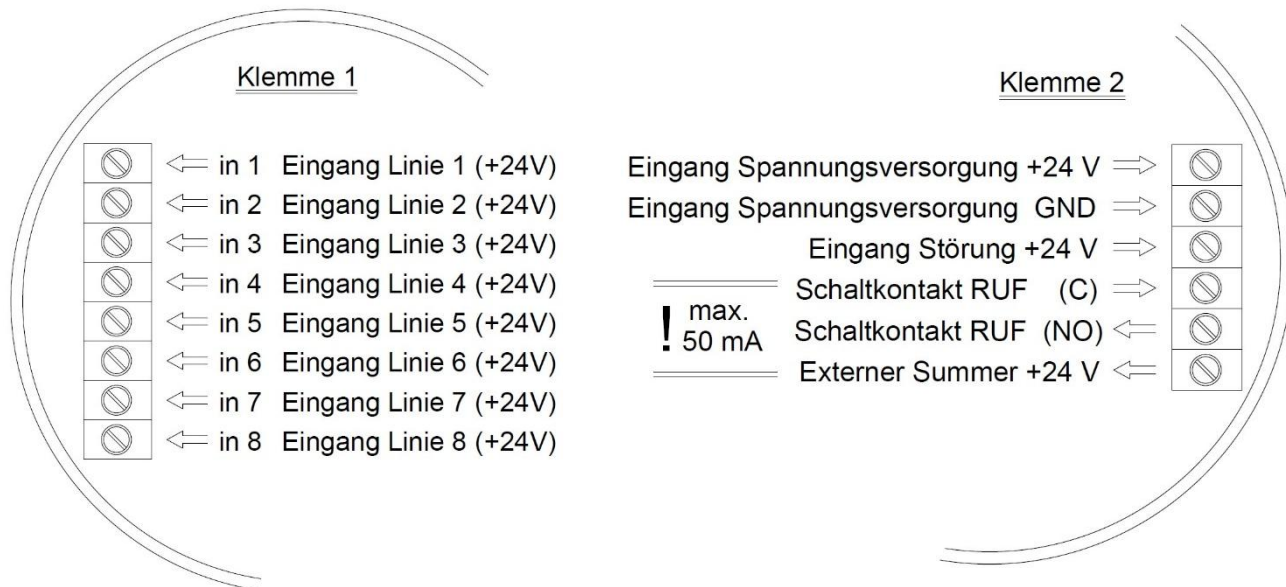 Klemme 1
in 1 Eingang Linie 1 (+24V)
in 2 Eingang Linie 2 (+24V)
in 3 Eingang Linie 3 (+24V)
in 4 Eingang Linie 4 (+24V)
in 5 Eingang Linie 5 (+24V)
in 6 Eingang Linie 6 (+24V)
in 7 Eingang Linie 7 (+24V)
in 8 Eingang Linie 8 (+24V)
Klemme 2
Eingang Spannungsversorgung +24 V
Eingang Spannungsversorgung GND
Eingang Störung +24 V
Schaltkontakt RUF (C)
Schaltkontakt RUF (NO)
Externer Summer +24 V
! max.
50 mA